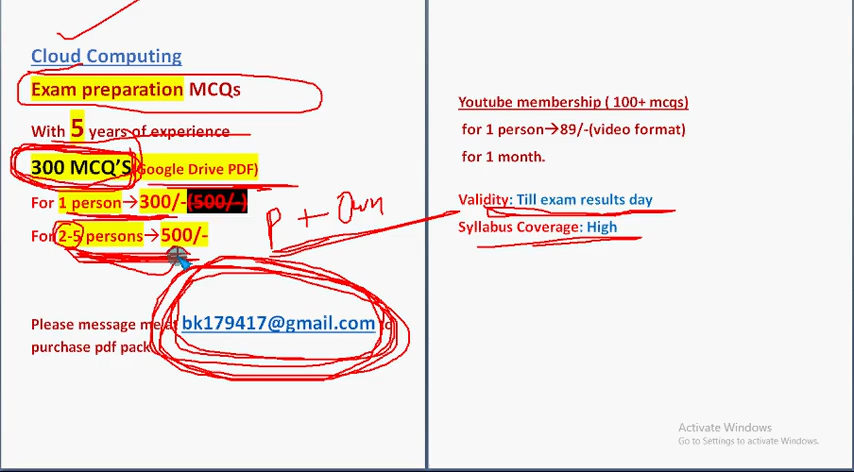 Cloud Computing
Exam preparation MCQs
With 5 years of experience
300 MCQ'S(Google Drive PDF)
For 1 person→300/-(500/-)
For 2-5 persons→500/-
P + Own
Please message me at bk179417@gmail.com to
purchase pdf pack
Youtube membership ( 100+ mcqs)
for 1 person→89/-(video format)
for 1 month.
Validity: Till exam results day
Syllabus Coverage: High
Activate Windows
Go to Settings to activate Windows.